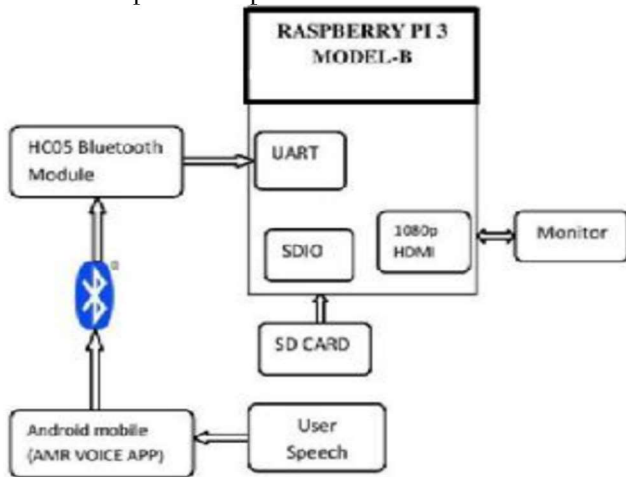 RASPBERRY PI 3
MODEL-B
HC05 Bluetooth
Module
UART
1080p
HDMI
Monitor
SDIO
SD CARD
Android mobile
(AMR VOICE APP)
User
Speech